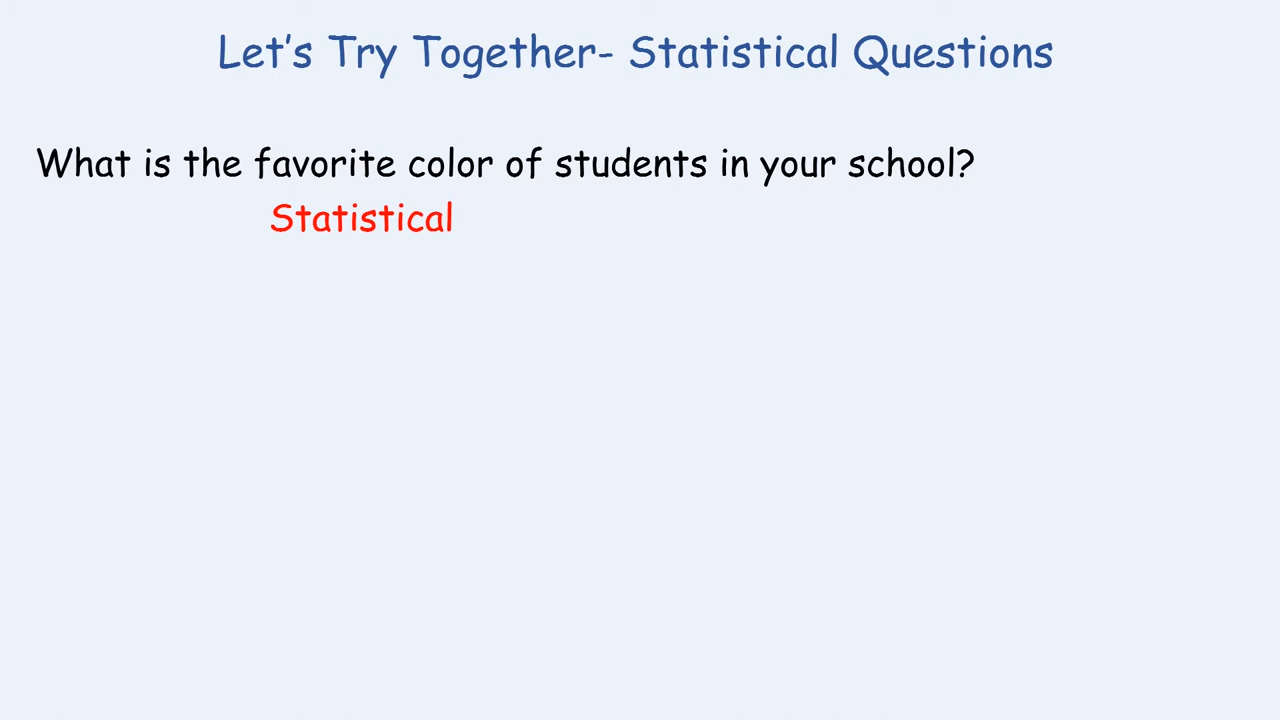 Let's Try Together- Statistical Questions
What is the favorite color of students in your school?
Statistical